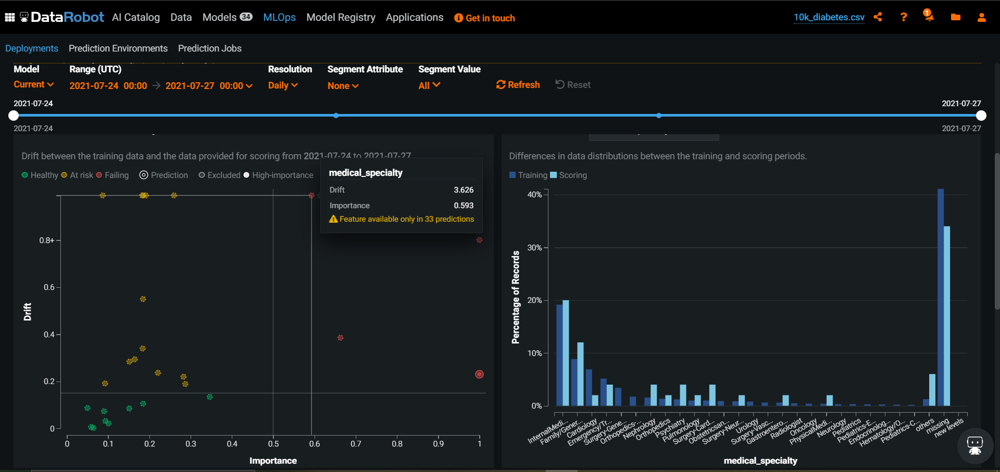 DataRobot AI Catalog Data Models 34 MLOps Model Registry Applications Get in touch 10k_diabetes.csv ? 1
Deployments Prediction Environments Prediction Jobs
Model Range (UTC) Resolution Segment Attribute Segment Value
Current 2021-07-24 00:00 → 2021-07-27 00:00 Daily None All Refresh Reset
2021-07-24 2021-07-27
2021-07-24 2021-07-27
Drift between the training data and the data provided for scoring from 2021-07-24 to 2021-07-27
Healthy At risk Failing Prediction Excluded High-importance
medical_specialty
Drift 3.626
Importance 0.593
Feature available only in 33 predictions
0.8+
0.6
0.4
0.2
0
Drift
0 0.1 0.2 0.3 0.4 0.5 0.6 0.7 0.8 0.9 1
Importance
Differences in data distributions between the training and scoring periods.
Training Scoring
40%
30%
20%
10%
0%
Percentage of Records
InternalMedi...
Family/Gener...
Cardiology
Emergency/Tr...
Surgery-Gene...
Orthopedics-...
Nephrology
Orthopedics
Psychiatry
Pulmonology
Surgery-Card...
Obstetricsan...
Surgery-Neur...
Urology
Surgery-Vasc...
Gastroentero...
Radiologist
Oncology
PhysicalMedi...
Neurology
Pediatrics
Pediatrics-E...
Endocrinolog...
Hematology/O...
Pediatrics-C...
others
missing
new levels
medical_specialty